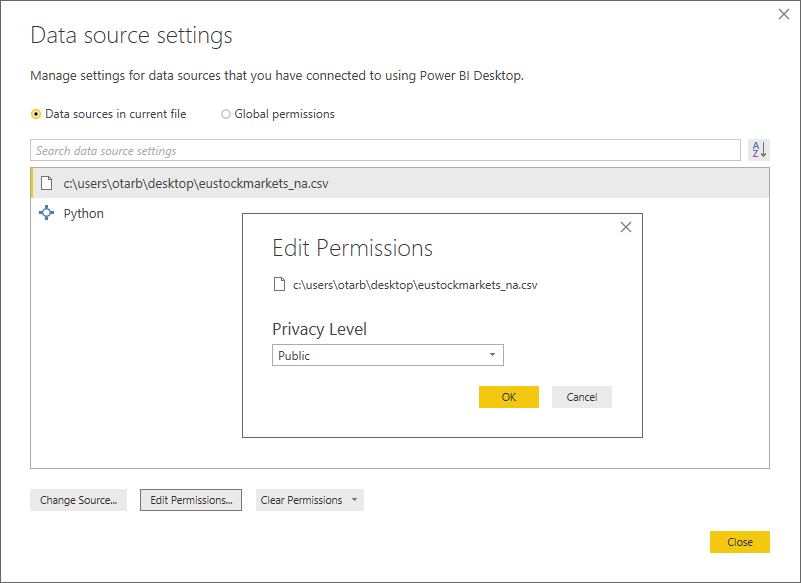 Data source settings
Manage settings for data sources that you have connected to using Power BI Desktop.
Data sources in current file
Global permissions
Search data source settings
A
Z
c:\users\otarb\desktop\eustockmarkets_na.csv
Python
Edit Permissions
c:\users\otarb\desktop\eustockmarkets_na.csv
Privacy Level
Public
OK
Cancel
Change Source...
Edit Permissions...
Clear Permissions
Close